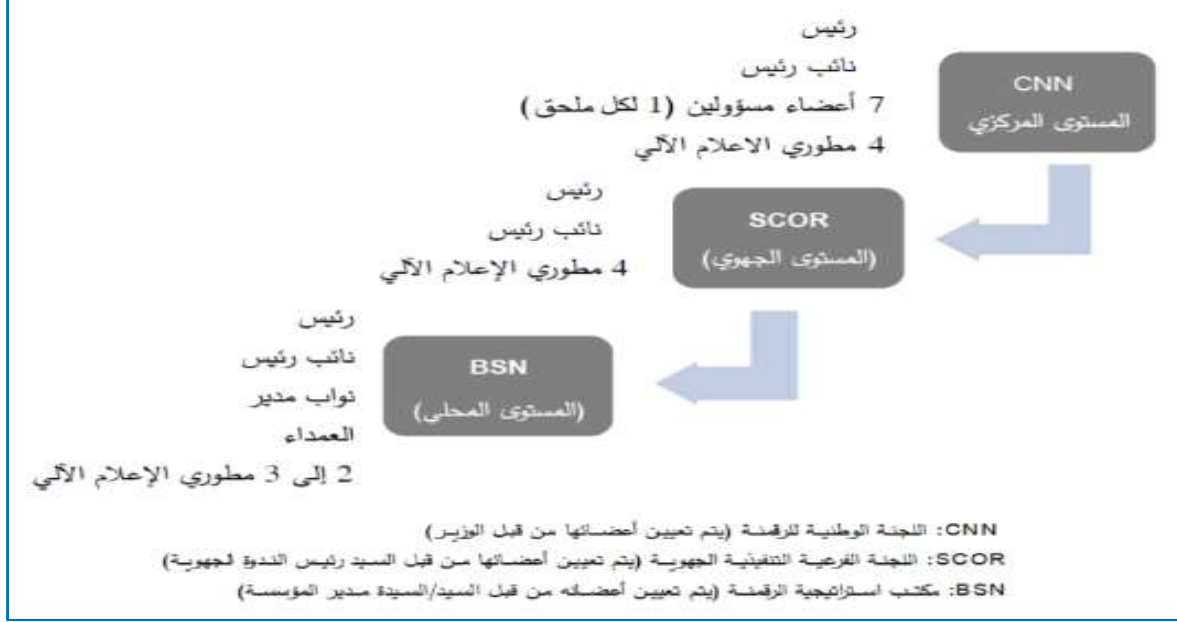 رئيس
نائب رئيس
7 أعضاء مسؤولين (1 لكل ملحق)
4 مطوري الاعلام الآلي
CNN
المستوى المركزي
رئيس
نائب رئيس
4 مطوري الإعلام الآلي
SCOR
(المستوى الجهوي)
رئيس
نائب رئيس
نواب مدير
العمداء
2 إلى 3 مطوري الإعلام الآلي
BSN
(المستوى المحلي)
CNN: اللجنة الوطنية للرقمنة (يتم تعيين أعضائها من قبل الوزير)
SCOR: اللجنة الفرعية التنفيذية الجهوية (يتم تعيين أعضائها من قبل السيد رئيس الندوة الجهوية)
BSN: مكتب استراتيجية الرقمنة (يتم تعيين أعضائه من قبل السيد/السيدة مدير المؤسسة)